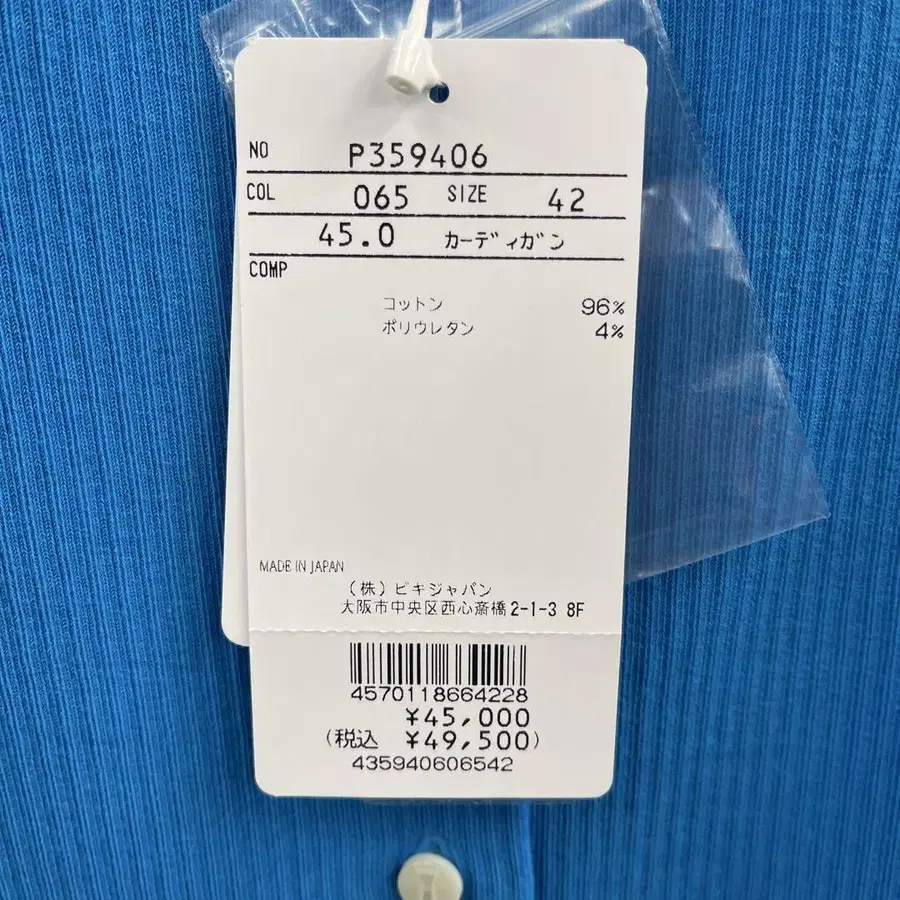 NO P359406
COL 065 SIZE 42
45.0 カーディガン
COMP
コットン 96%
ポリウレタン 4%
MADE IN JAPAN
(株)ビキジャパン
大阪市中央区西心斎橋2-1-3 8F
4570118664228
¥45,000
(税込 ¥49,500)
435940606542